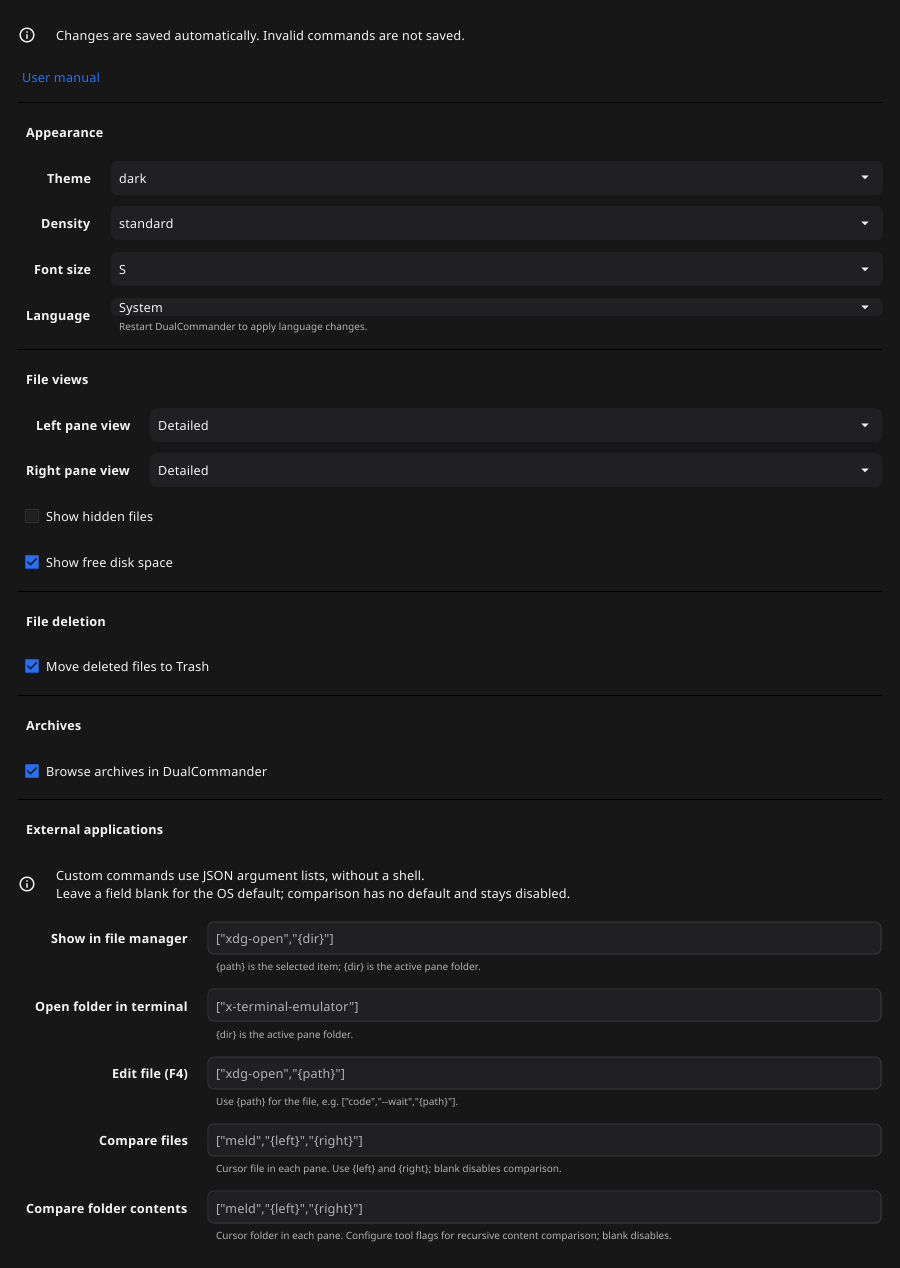 Changes are saved automatically. Invalid commands are not saved.
User manual
Appearance
Theme dark
Density standard
Font size S
Language System
Restart DualCommander to apply language changes.
File views
Left pane view Detailed
Right pane view Detailed
Show hidden files
Show free disk space
File deletion
Move deleted files to Trash
Archives
Browse archives in DualCommander
External applications
Custom commands use JSON argument lists, without a shell.
Leave a field blank for the OS default; comparison has no default and stays disabled.
Show in file manager ["xdg-open","{dir}"]
{path} is the selected item; {dir} is the active pane folder.
Open folder in terminal ["x-terminal-emulator"]
{dir} is the active pane folder.
Edit file (F4) ["xdg-open","{path}"]
Use {path} for the file, e.g. ["code","--wait","{path}"].
Compare files ["meld","{left}","{right}"]
Cursor file in each pane. Use {left} and {right}; blank disables comparison.
Compare folder contents ["meld","{left}","{right}"]
Cursor folder in each pane. Configure tool flags for recursive content comparison; blank disables.